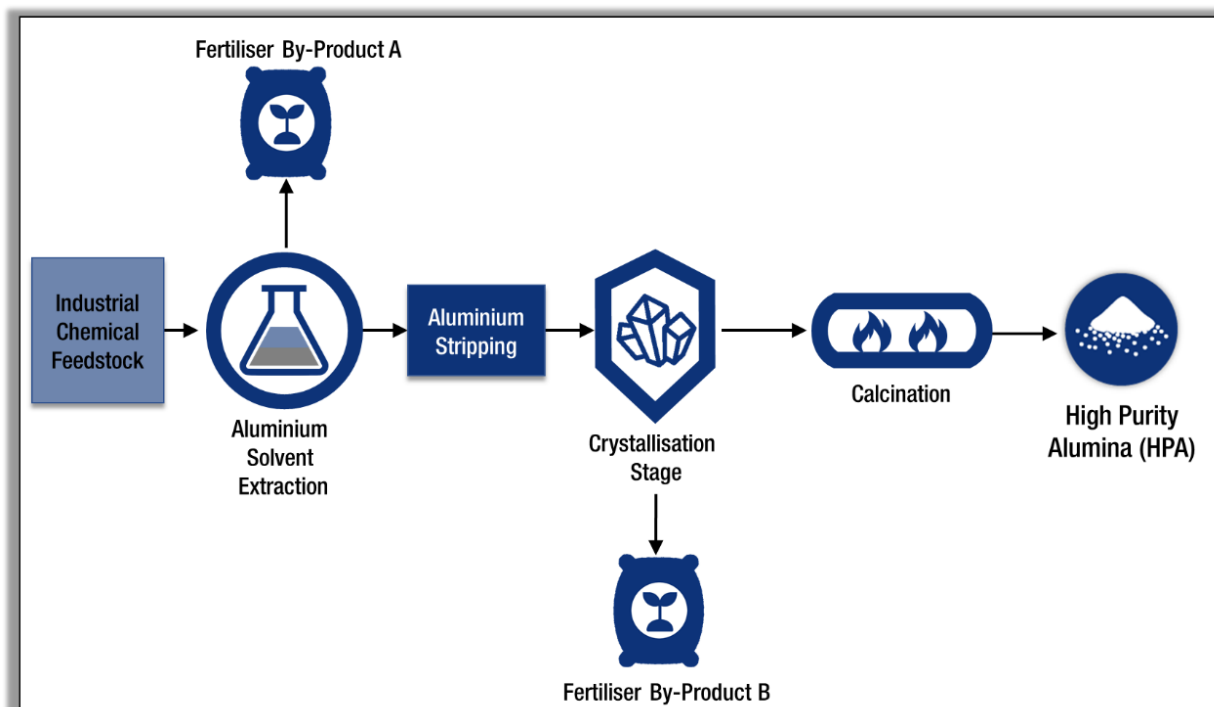 Fertiliser By-Product A
Industrial
Chemical
Feedstock
Aluminium
Solvent
Extraction
Aluminium
Stripping
Crystallisation
Stage
Calcination
High Purity
Alumina (HPA)
Fertiliser By-Product B